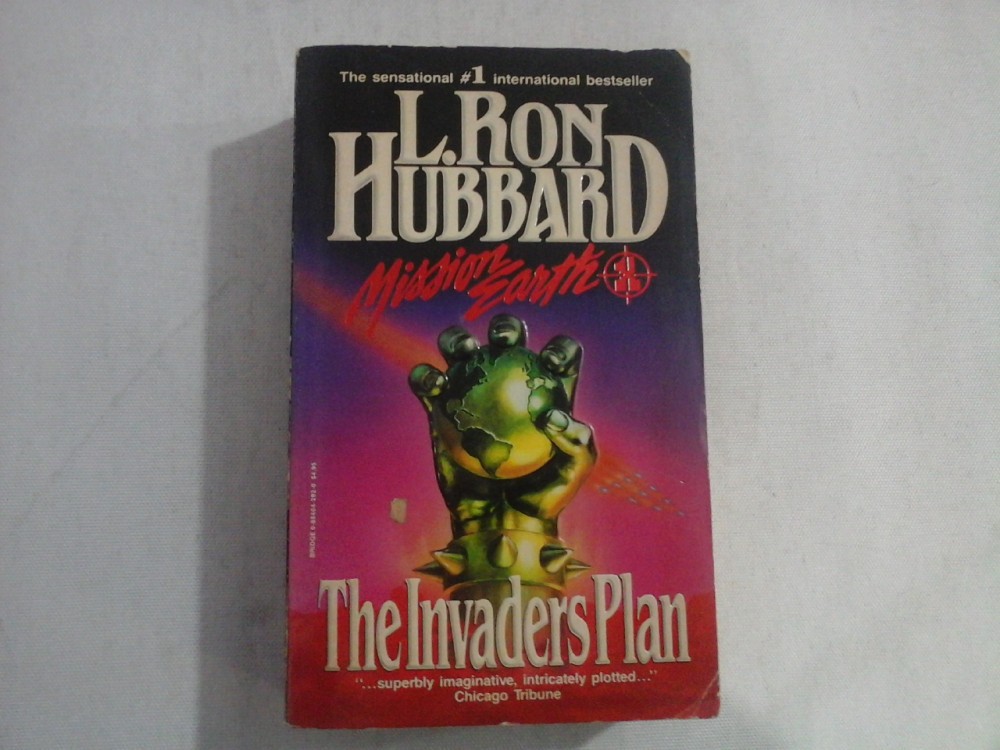 The sensational #1 international bestseller
L. RON
HUBBARD
Mission Earth 1
The Invaders Plan
"...superbly imaginative, intricately plotted..."
Chicago Tribune